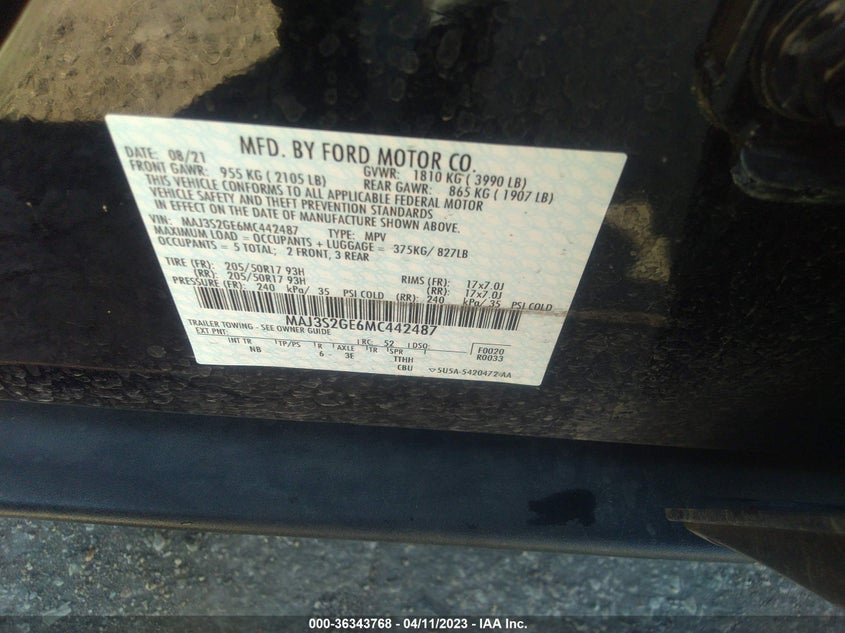 MFD. BY FORD MOTOR CO.
DATE: 08/21 GVWR: 1810 KG ( 3990 LB)
FRONT GAWR: 955 KG ( 2105 LB) REAR GAWR: 865 KG ( 1907 LB)
THIS VEHICLE CONFORMS TO ALL APPLICABLE FEDERAL MOTOR
VEHICLE SAFETY AND THEFT PREVENTION STANDARDS
IN EFFECT ON THE DATE OF MANUFACTURE SHOWN ABOVE.
VIN: MAJ3S2GE6MC442487 TYPE: MPV
MAXIMUM LOAD = OCCUPANTS + LUGGAGE = 375KG/ 827LB
OCCUPANTS = 5 TOTAL; 2 FRONT, 3 REAR
TIRE (FR): 205/50R17 93H RIMS (FR): 17x7.0J
(RR): 205/50R17 93H (RR): 17x7.0J
PRESSURE (FR): 240 kPa/ 35 PSI COLD (RR): 240 kPa/ 35 PSI COLD
MAJ3S2GE6MC442487
TRAILER TOWING - SEE OWNER GUIDE
EXT PNT: RC: 52 DSO: F0020
INT TR TP/PS R AXLE TR SPR R0033
NB 6 - 3E TTHH
CBU 5U5A-5420472-AA
000-36343768 - 04/11/2023 - IAA Inc.